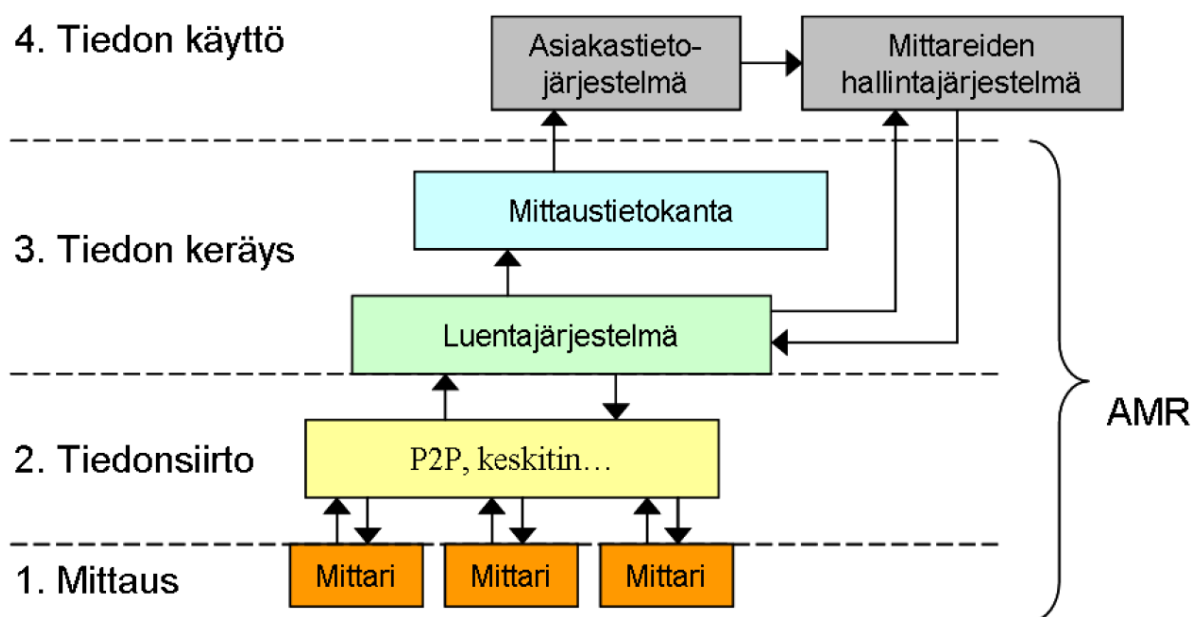 4. Tiedon käyttö
Asiakastieto-
järjestelmä
Mittareiden
hallintajärjestelmä
3. Tiedon keräys
Mittaustietokanta
Luentajärjestelmä
AMR
2. Tiedonsiirto
P2P, keskitin…
1. Mittaus
Mittari
Mittari
Mittari